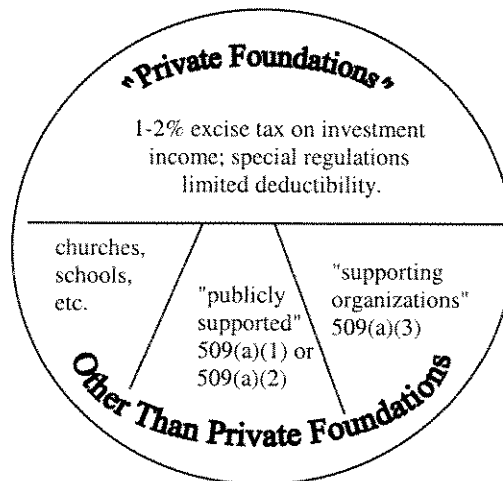 "Private Foundations"
1-2% excise tax on investment
income; special regulations
limited deductibility.
churches,
schools,
etc.
"publicly
supported"
509(a)(1) or
509(a)(2)
"supporting
organizations"
509(a)(3)
Other Than Private Foundations